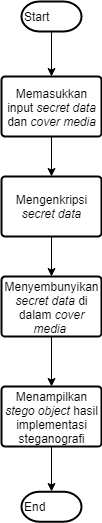 Start
Memasukkan
input secret data
dan cover media
Mengenkripsi
secret data
Menyembunyikan
secret data di
dalam cover
media
Menampilkan
stego object hasil
implementasi
steganografi
End